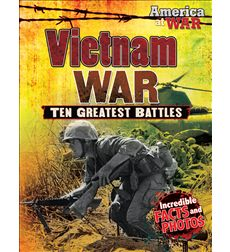 America
at WAR
Vietnam
WAR
TEN GREATEST BATTLES
Incredible
FACTS and
PHOTOS